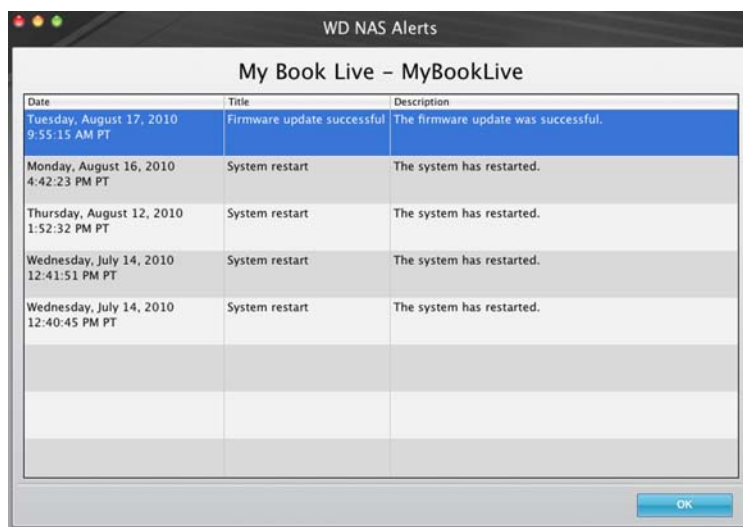 WD NAS Alerts
My Book Live – MyBookLive
Date Title Description
Tuesday, August 17, 2010 Firmware update successful The firmware update was successful.
9:55:15 AM PT
Monday, August 16, 2010 System restart The system has restarted.
4:42:23 PM PT
Thursday, August 12, 2010 System restart The system has restarted.
1:52:32 PM PT
Wednesday, July 14, 2010 System restart The system has restarted.
12:41:51 PM PT
Wednesday, July 14, 2010 System restart The system has restarted.
12:40:45 PM PT
OK